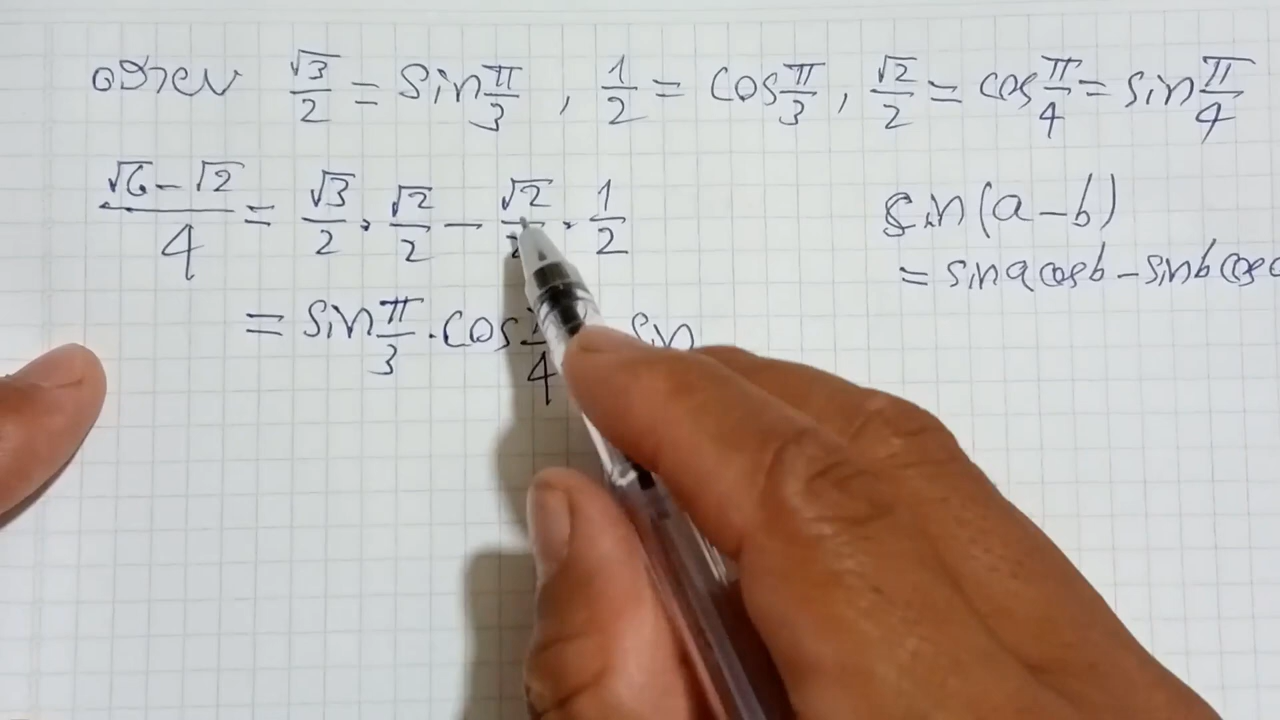 √3/2 = sin π/3 , 1/2 = cos π/3 , √2/2 = cos π/4 = sin π/4
(√6 - √2)/4 = √3/2 · √2/2 - √2/2 · 1/2
sin(a - b)
= sin a cos b - sin b cos
= sin π/3 · cos π/4 sin